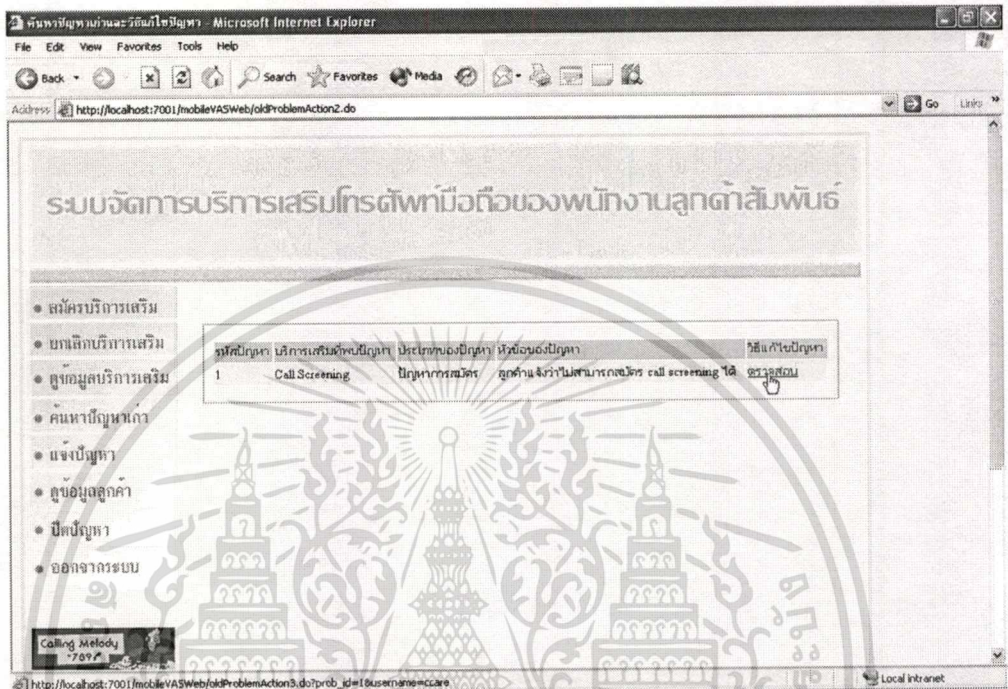 ค้นหาปัญหาเก่าและวิธีแก้ไขปัญหา - Microsoft Internet Explorer
File Edit View Favorites Tools Help
Back Search Favorites Media
Address http://localhost:7001/mobileVASWeb/oldProblemAction2.do Go Links
ระบบจัดการบริการเสริมโทรศัพท์มือถือของพนักงานลูกค้าสัมพันธ์
สมัครบริการเสริม
ยกเลิกบริการเสริม
ดูข้อมูลบริการเสริม
ค้นหาปัญหาเก่า
แจ้งปัญหา
ดูข้อมูลลูกค้า
ปิดปัญหา
ออกจากระบบ
รหัสปัญหา บริการเสริมที่พบปัญหา ประเภทของปัญหา หัวข้อของปัญหา วิธีแก้ไขปัญหา
1 Call Screening ปัญหาการสมัคร ลูกค้าแจ้งว่าไม่สามารถสมัคร call screening ได้ ตรวจสอบ
Calling Melody
*789
http://localhost:7001/mobileVASWeb/oldProblemAction3.do?prob_id=1&username=ccare Local intranet